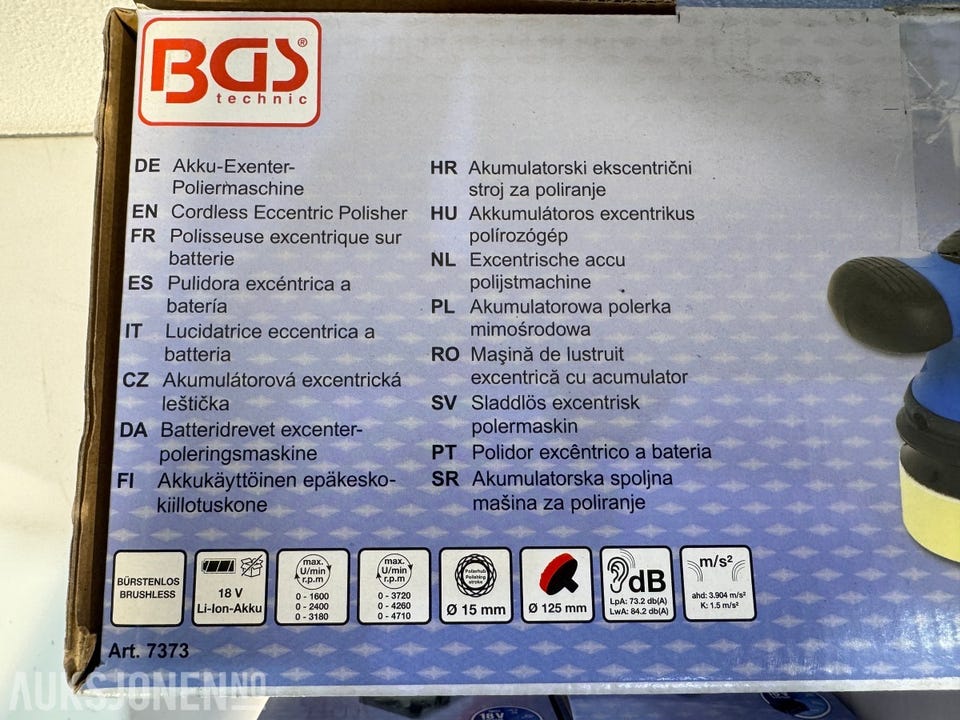 BGS®
technic
DE Akku-Exenter-
Poliermaschine
EN Cordless Eccentric Polisher
FR Polisseuse excentrique sur
batterie
ES Pulidora excéntrica a
batería
IT Lucidatrice eccentrica a
batteria
CZ Akumulátorová excentrická
leštička
DA Batteridrevet excenter-
poleringsmaskine
FI Akkukäyttöinen epäkesko-
kiillotuskone
HR Akumulatorski ekscentrični
stroj za poliranje
HU Akkumulátoros excentrikus
polírozógép
NL Excentrische accu
polijstmachine
PL Akumulatorowa polerka
mimośrodowa
RO Maşină de lustruit
excentrică cu acumulator
SV Sladdlös excentrisk
polermaskin
PT Polidor excêntrico a bateria
SR Akumulatorska spoljna
mašina za poliranje
BÜRSTENLOS
BRUSHLESS
18 V
Li-Ion-Akku
max.
U/min
r.p.m
0 - 1600
0 - 2400
0 - 3180
max.
U/min
r.p.m
0 - 3720
0 - 4260
0 - 4710
Polierhub
Polishing
stroke
Ø 15 mm
Ø 125 mm
dB
LpA: 73.2 db(A)
LwA: 84.2 db(A)
m/s²
ahd: 3.904 m/s²
K: 1.5 m/s²
Art. 7373
AUKSJONEN.NO
18 V